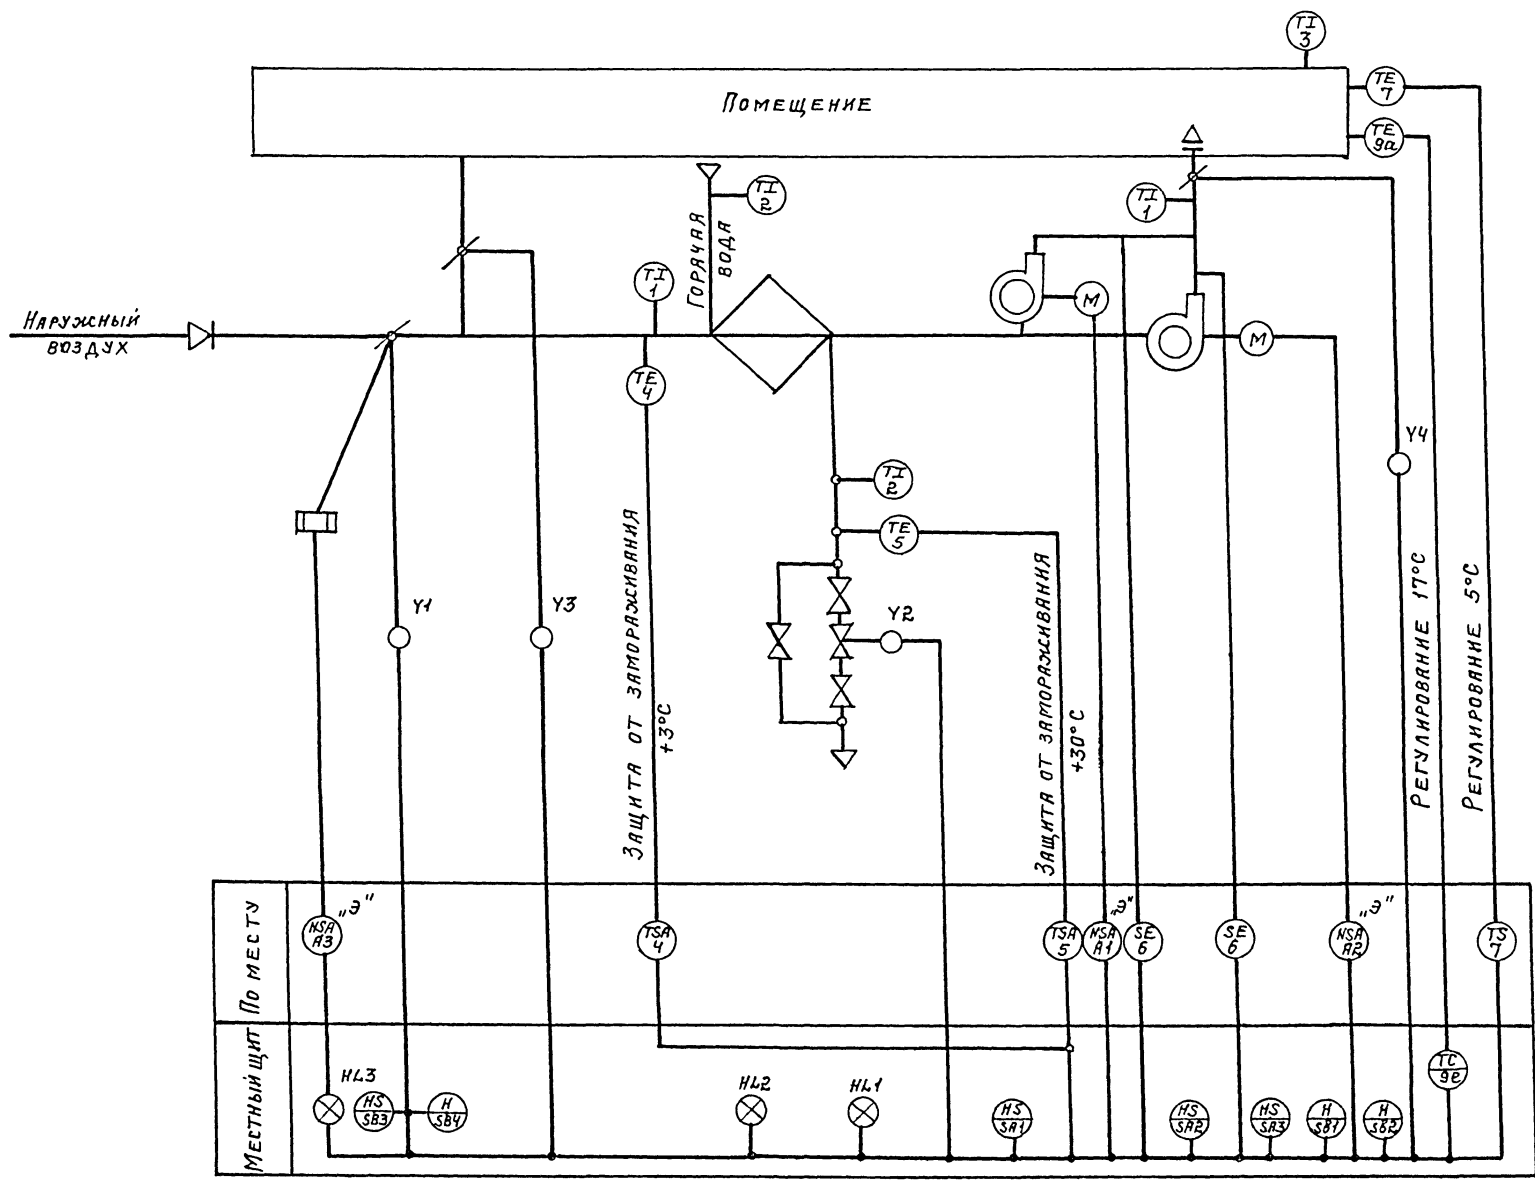 TI
3
ПОМЕЩЕНИЕ
TE
7
TE
9а
TI
2
TI
1
ГОРЯЧАЯ
ВОДА
TI
1
М
НАРУЖНЫЙ
ВОЗДУХ
М
TE
4
Y4
TI
2
TE
5
Y1
Y3
Y2
ЗАЩИТА ОТ ЗАМОРАЖИВАНИЯ
+3°С
ЗАЩИТА ОТ ЗАМОРАЖИВАНИЯ
+30°С
РЕГУЛИРОВАНИЕ 17°С
РЕГУЛИРОВАНИЕ 5°С
ПО МЕСТУ
NSA
A3
"Э"
TSA
4
TSA
5
NSA
A1
"Э"
SE
6
SE
6
NSA
A2
"Э"
TS
7
МЕСТНЫЙ ЩИТ
HL3
HS
SB3
H
SB4
HL2
HL1
HS
SA1
HS
SA2
HS
SA3
H
SB1
H
SB2
TC
9е